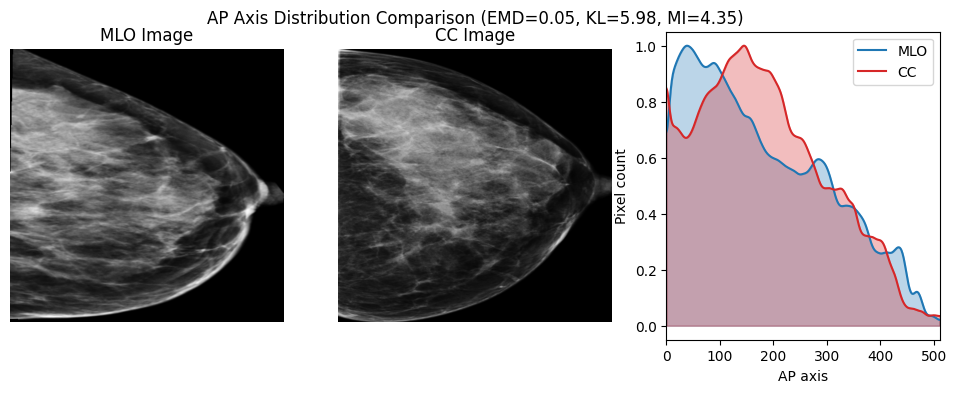 AP Axis Distribution Comparison (EMD=0.05, KL=5.98, MI=4.35)
MLO Image
CC Image
MLO
CC
Pixel count
1.0
0.8
0.6
0.4
0.2
0.0
0 100 200 300 400 500
AP axis